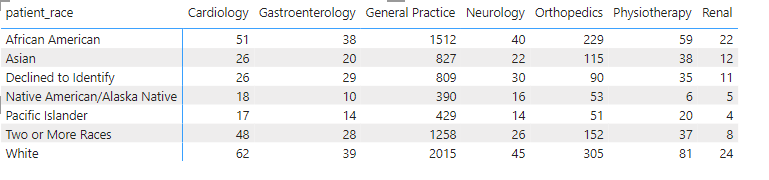 patient_race Cardiology Gastroenterology General Practice Neurology Orthopedics Physiotherapy Renal
African American 51 38 1512 40 229 59 22
Asian 26 20 827 22 115 38 12
Declined to Identify 26 29 809 30 90 35 11
Native American/Alaska Native 18 10 390 16 53 6 5
Pacific Islander 17 14 429 14 51 20 4
Two or More Races 48 28 1258 26 152 37 8
White 62 39 2015 45 305 81 24